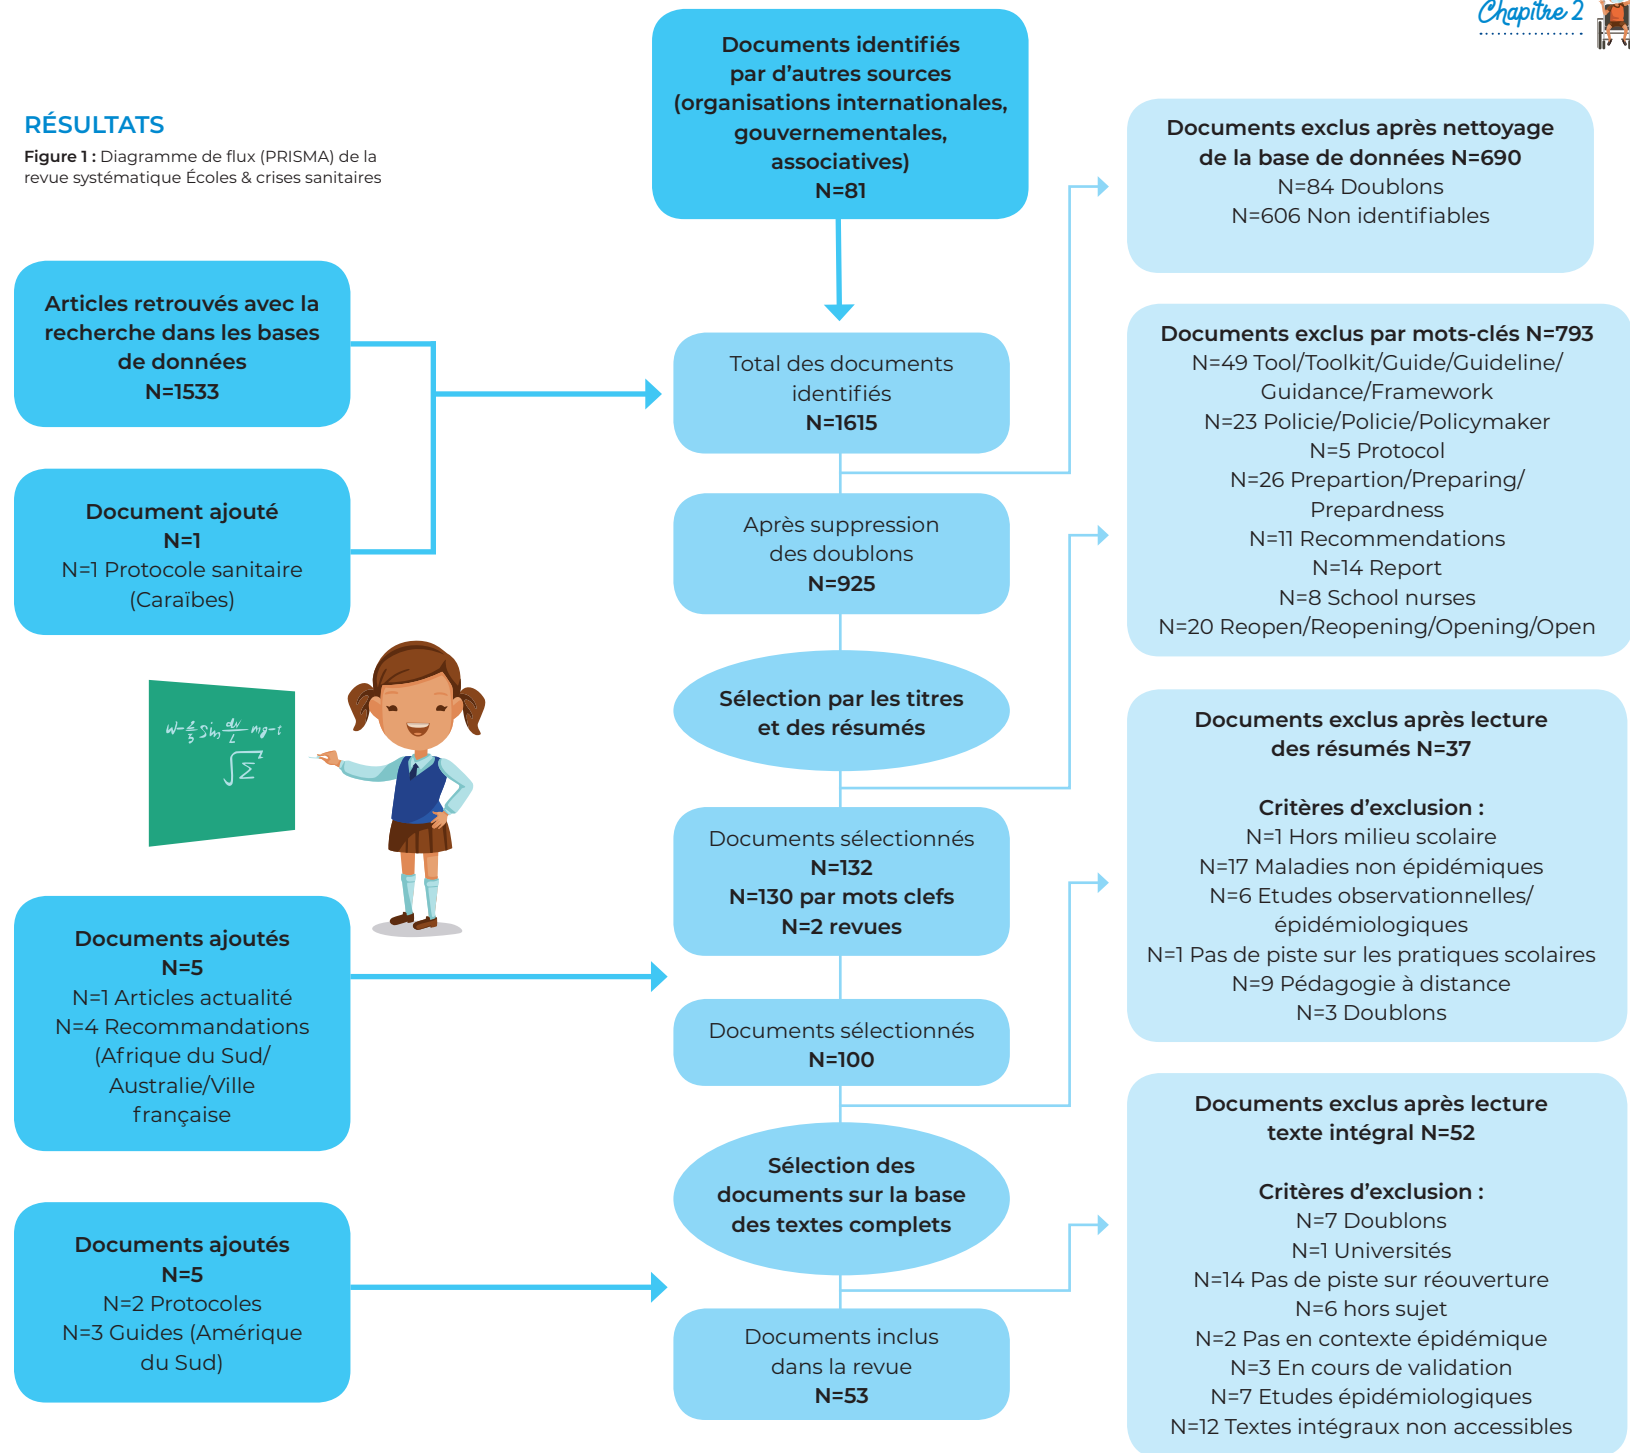 Chapitre 2
RÉSULTATS
Figure 1 : Diagramme de flux (PRISMA) de la
revue systématique Écoles & crises sanitaires
Documents identifiés
par d'autres sources
(organisations internationales,
gouvernementales,
associatives)
N=81
Articles retrouvés avec la
recherche dans les bases
de données
N=1533
Document ajouté
N=1
N=1 Protocole sanitaire
(Caraïbes)
Total des documents
identifiés
N=1615
Documents exclus après nettoyage
de la base de données N=690
N=84 Doublons
N=606 Non identifiables
Après suppression
des doublons
N=925
Sélection par les titres
et des résumés
Documents exclus par mots-clés N=793
N=49 Tool/Toolkit/Guide/Guideline/
Guidance/Framework
N=23 Policie/Policie/Policymaker
N=5 Protocol
N=26 Prepartion/Preparing/
Prepardness
N=11 Recommendations
N=14 Report
N=8 School nurses
N=20 Reopen/Reopening/Opening/Open
Documents sélectionnés
N=132
N=130 par mots clefs
N=2 revues
Documents ajoutés
N=5
N=1 Articles actualité
N=4 Recommandations
(Afrique du Sud/
Australie/Ville
française
Documents sélectionnés
N=100
Documents exclus après lecture
des résumés N=37
Critères d'exclusion :
N=1 Hors milieu scolaire
N=17 Maladies non épidémiques
N=6 Etudes observationnelles/
épidémiologiques
N=1 Pas de piste sur les pratiques scolaires
N=9 Pédagogie à distance
N=3 Doublons
Sélection des
documents sur la base
des textes complets
Documents ajoutés
N=5
N=2 Protocoles
N=3 Guides (Amérique
du Sud)
Documents inclus
dans la revue
N=53
Documents exclus après lecture
texte intégral N=52
Critères d'exclusion :
N=7 Doublons
N=1 Universités
N=14 Pas de piste sur réouverture
N=6 hors sujet
N=2 Pas en contexte épidémique
N=3 En cours de validation
N=7 Etudes épidémiologiques
N=12 Textes intégraux non accessibles